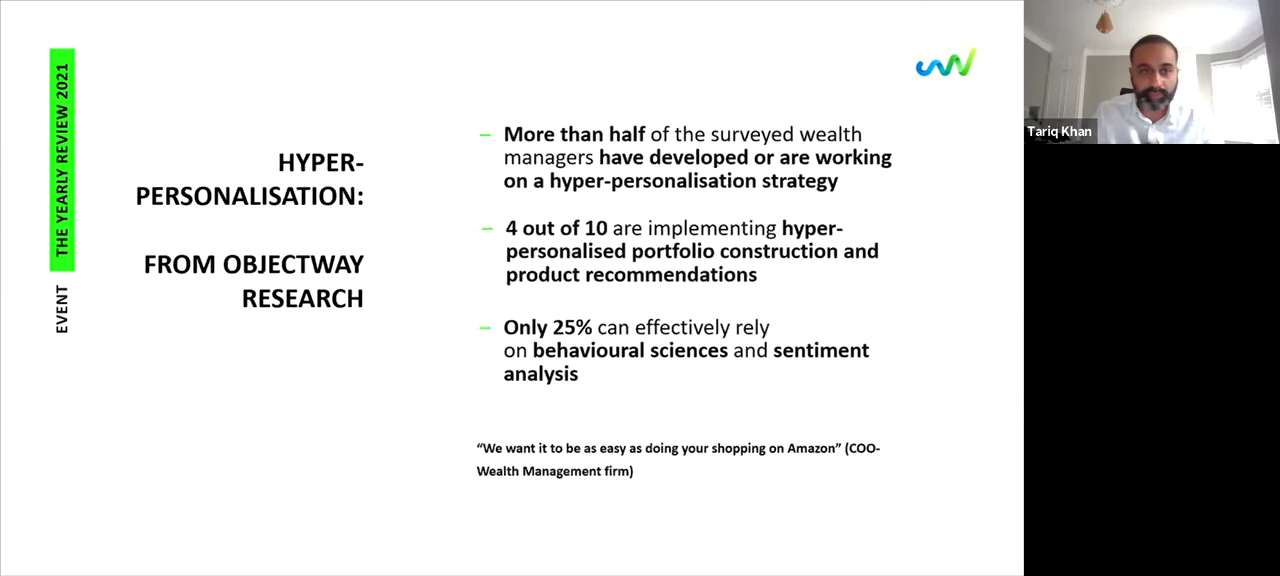 EVENT THE YEARLY REVIEW 2021
HYPER-
PERSONALISATION:
FROM OBJECTWAY
RESEARCH
– More than half of the surveyed wealth
managers have developed or are working
on a hyper-personalisation strategy
– 4 out of 10 are implementing hyper-
personalised portfolio construction and
product recommendations
– Only 25% can effectively rely
on behavioural sciences and sentiment
analysis
“We want it to be as easy as doing your shopping on Amazon” (COO-
Wealth Management firm)
Tariq Khan